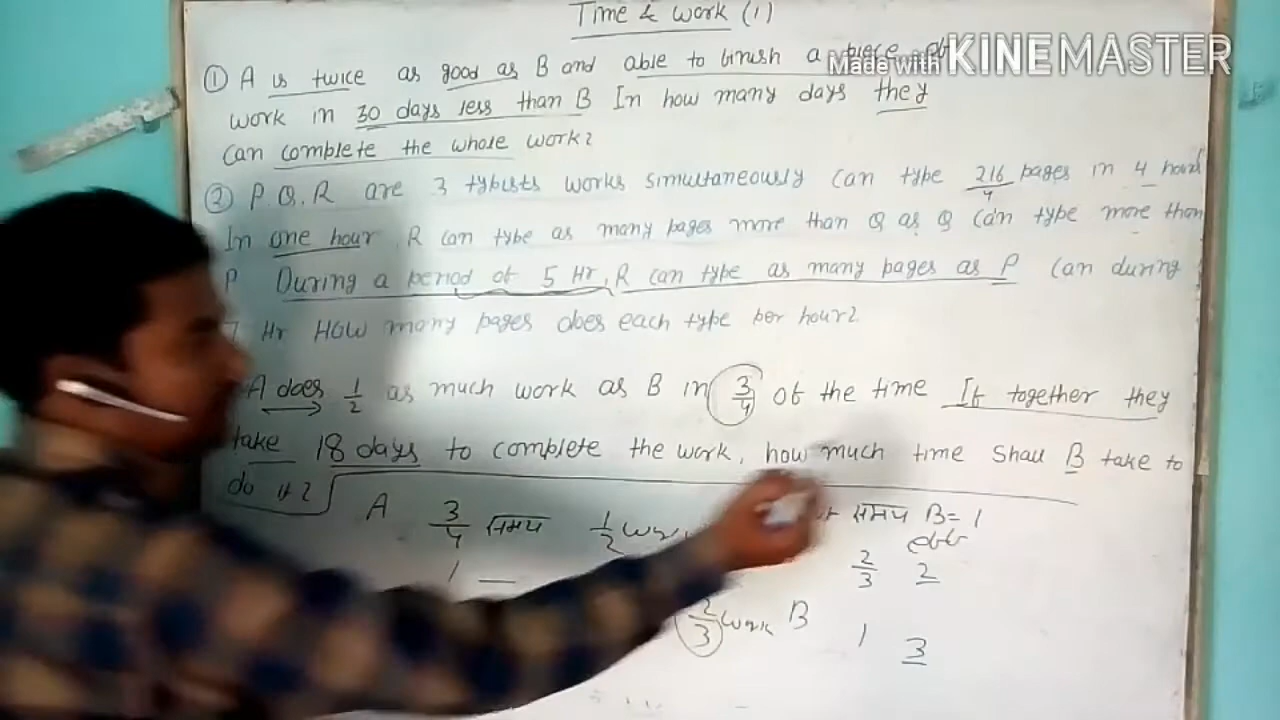 Time & work (1)
Made with KINEMASTER
① A is twice as good as B and able to finish a piece of
work in 30 days less than B In how many days they
can complete the whole work?
② P.Q.R are 3 typists works simultaneously can type 216/4 pages in 4 hour
In one hour R can type as many pages more than Q as Q can type more than
P During a period of 5 Hr, R can type as many pages as P can during
7 Hr How many pages does each type per hour?
A does 1/2 as much work as B in 3/4 of the time If together they
take 18 days to complete the work, how much time shall B take to
do it?
A 3/4 समय 1/2 समय B = 1
eff
1 2/3 2
2/3 work B 1 3